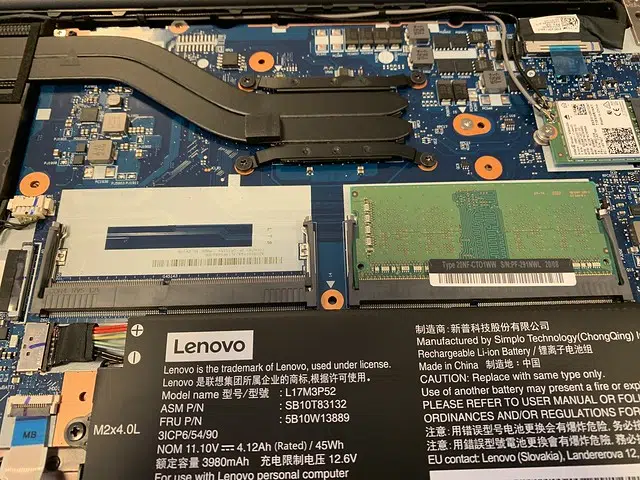 Type 20NF-CTO1WW S/N:PF-291NWL 20/08
Lenovo
Lenovo is the trademark of Lenovo, used under license.
Lenovo 是联想集团所属企业的商标,根据许可使用。
Model name 型号/型號 : L17M3P52
ASM P/N : SB10T83132
FRU P/N : 5B10W13889
3ICP6/54/90
NOM 11.10V 4.12Ah (Rated) / 45Wh
额定容量 3980mAh 充电限制电压 12.6V
For use with Lenovo personal computer
制造商: 新普科技股份有限公司
Manufactured by Simplo Technology(ChongQing)
Rechargeable Li-ion Battery / 锂离子电池组
Made in China 制造地: 中国
CAUTION: Replace with same type only.
Use of another battery may present a fire or
PLEASE REFER TO USER MANUAL
ORDINANCES AND/OR REGULATIONS FOR
注意: 用错误型号电池更换会有爆炸危险,
注意: 用錯誤型號電池更換會有爆炸危險,
EU contact: Lenovo (Slovakia), Landererova 12,
M2x4.0L
MB